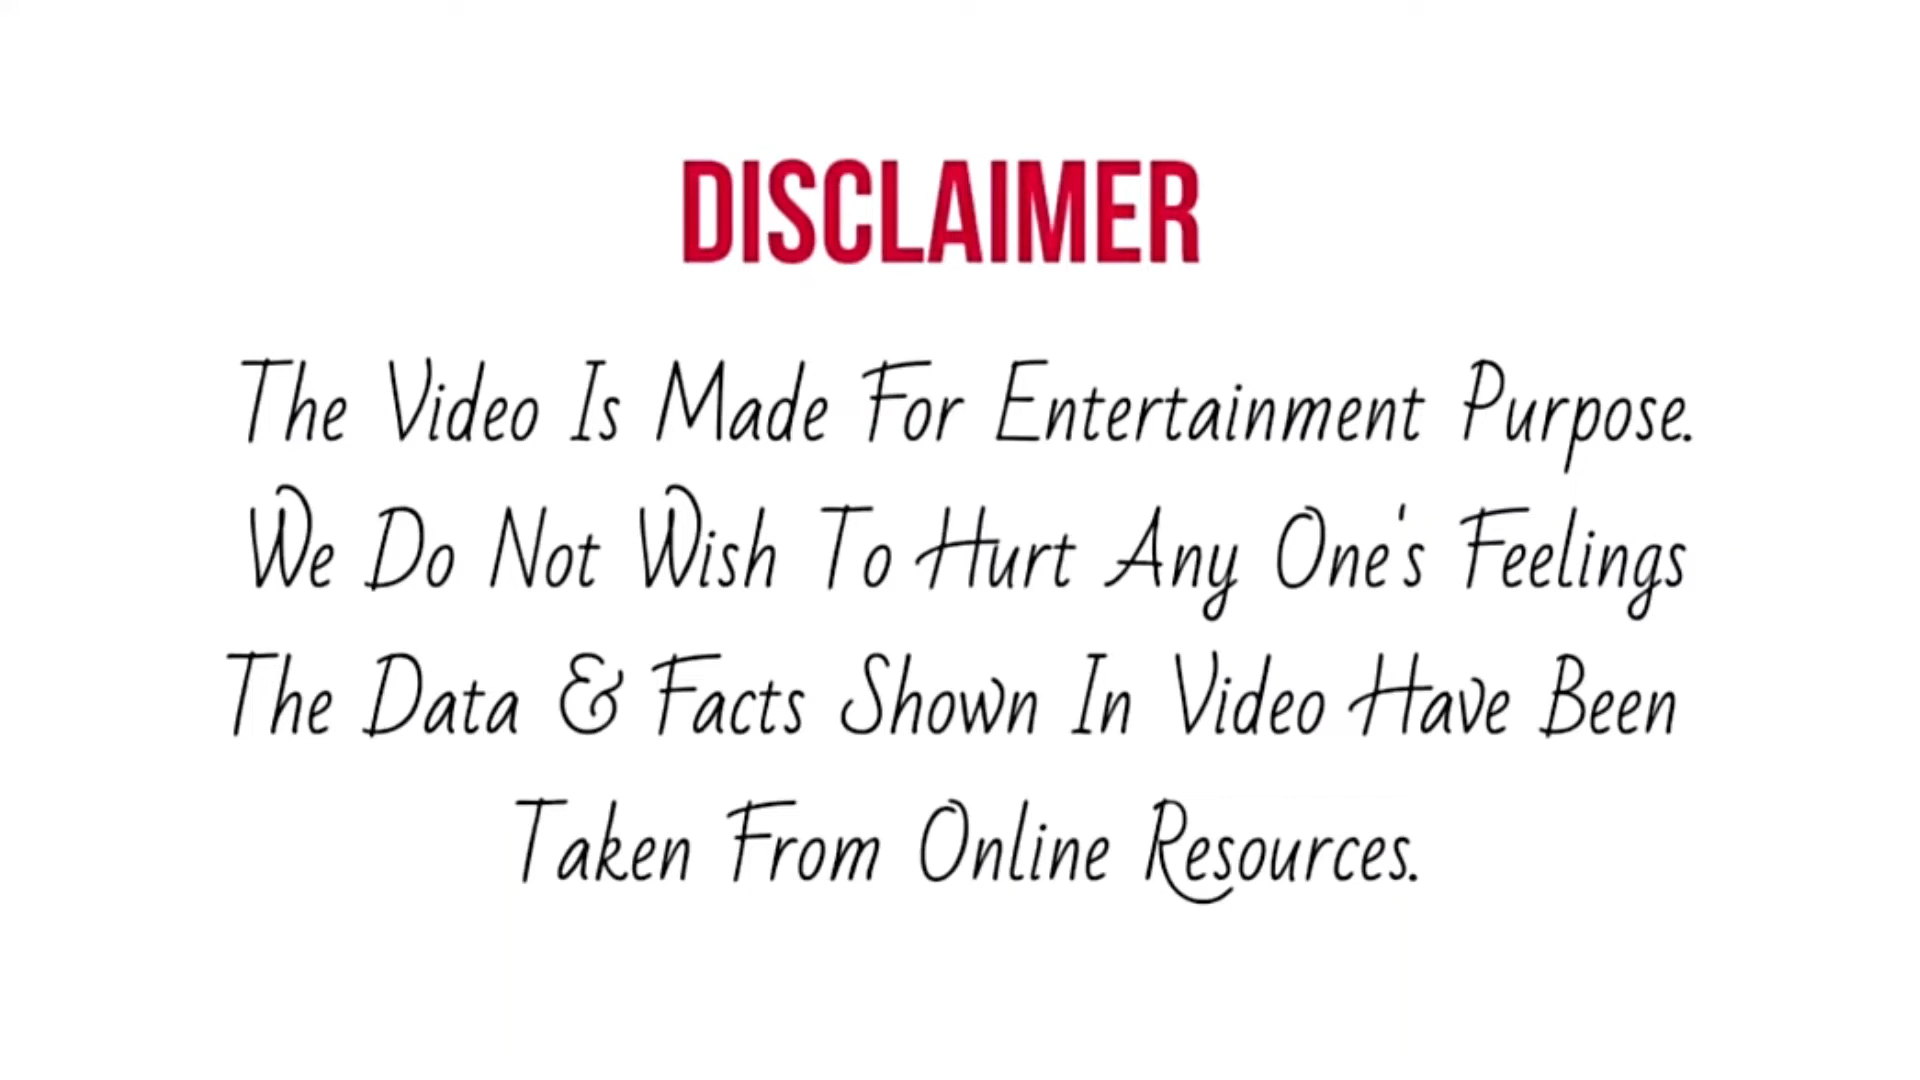 DISCLAIMER
The Video Is Made For Entertainment Purpose.
We Do Not Wish To Hurt Any One's Feelings
The Data & Facts Shown In Video Have Been
Taken From Online Resources.